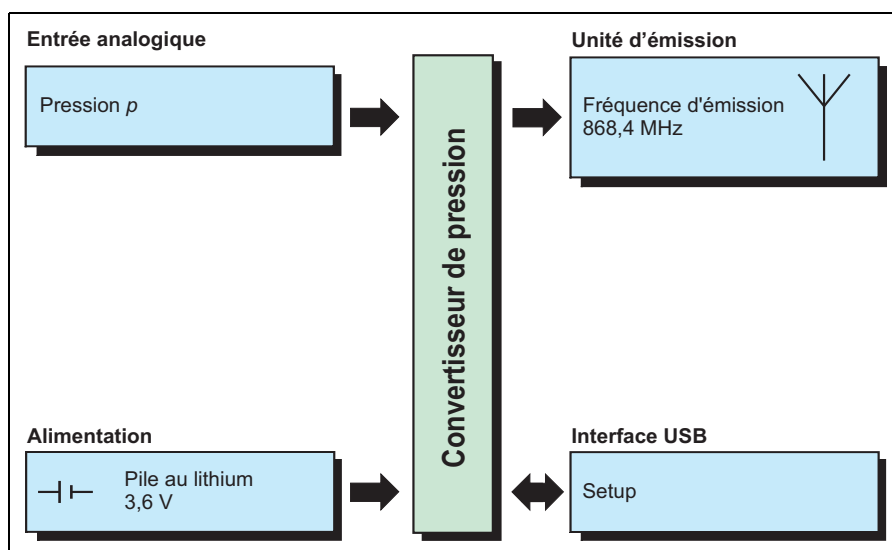 Entrée analogique
Pression p
Convertisseur de pression
Unité d’émission
Fréquence d'émission
868,4 MHz
Alimentation
Pile au lithium
3,6 V
Interface USB
Setup